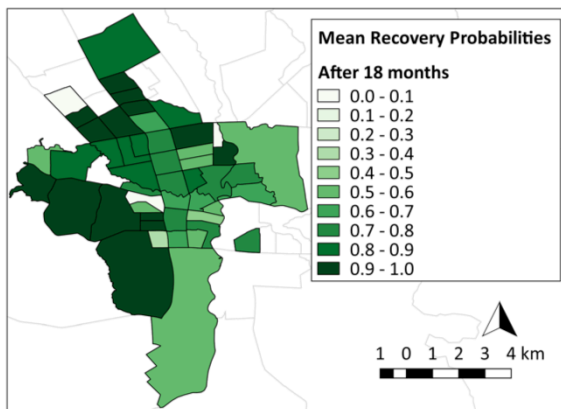 Mean Recovery Probabilities
After 18 months
0.0 - 0.1
0.1 - 0.2
0.2 - 0.3
0.3 - 0.4
0.4 - 0.5
0.5 - 0.6
0.6 - 0.7
0.7 - 0.8
0.8 - 0.9
0.9 - 1.0
1 0 1 2 3 4 km